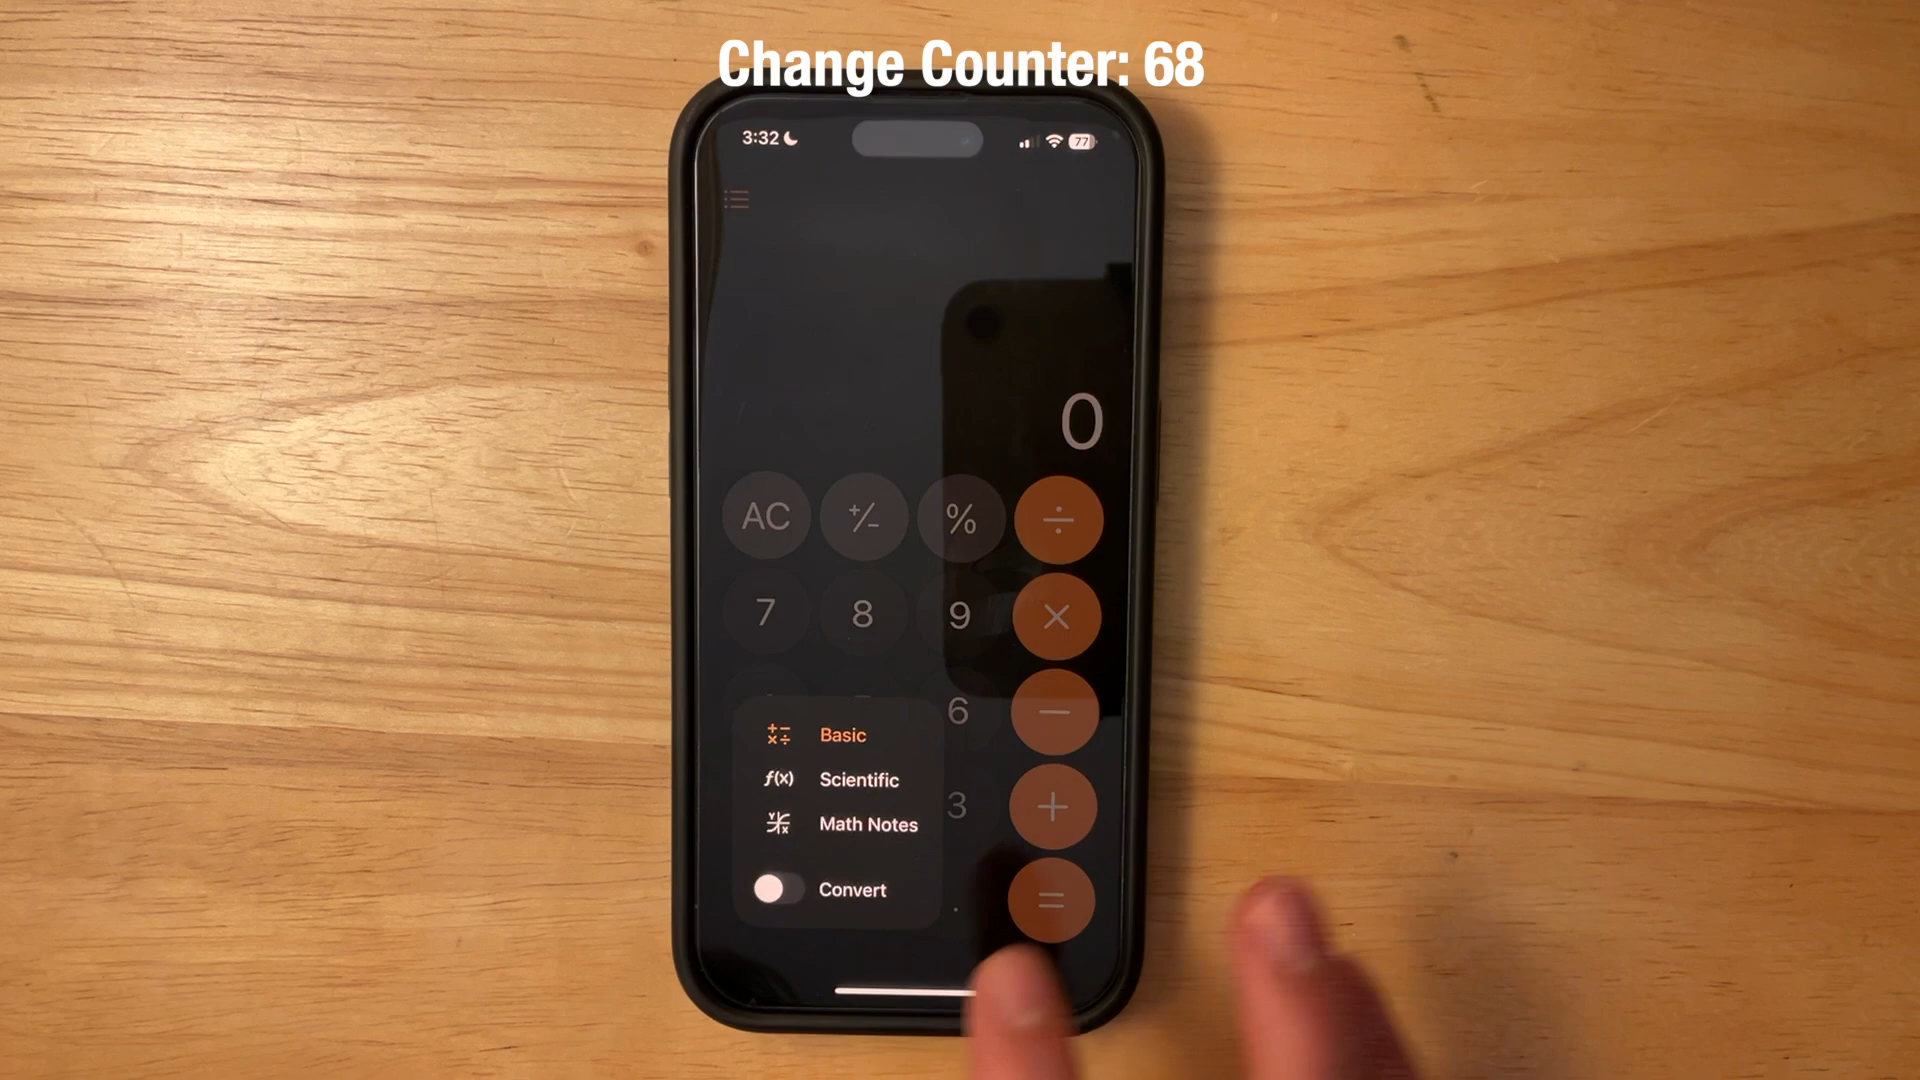 Change Counter: 68
3:32
77
0
AC +/- % ÷
7 8 9 ×
6 −
Basic
f(x) Scientific
Math Notes
3 +
Convert
. =